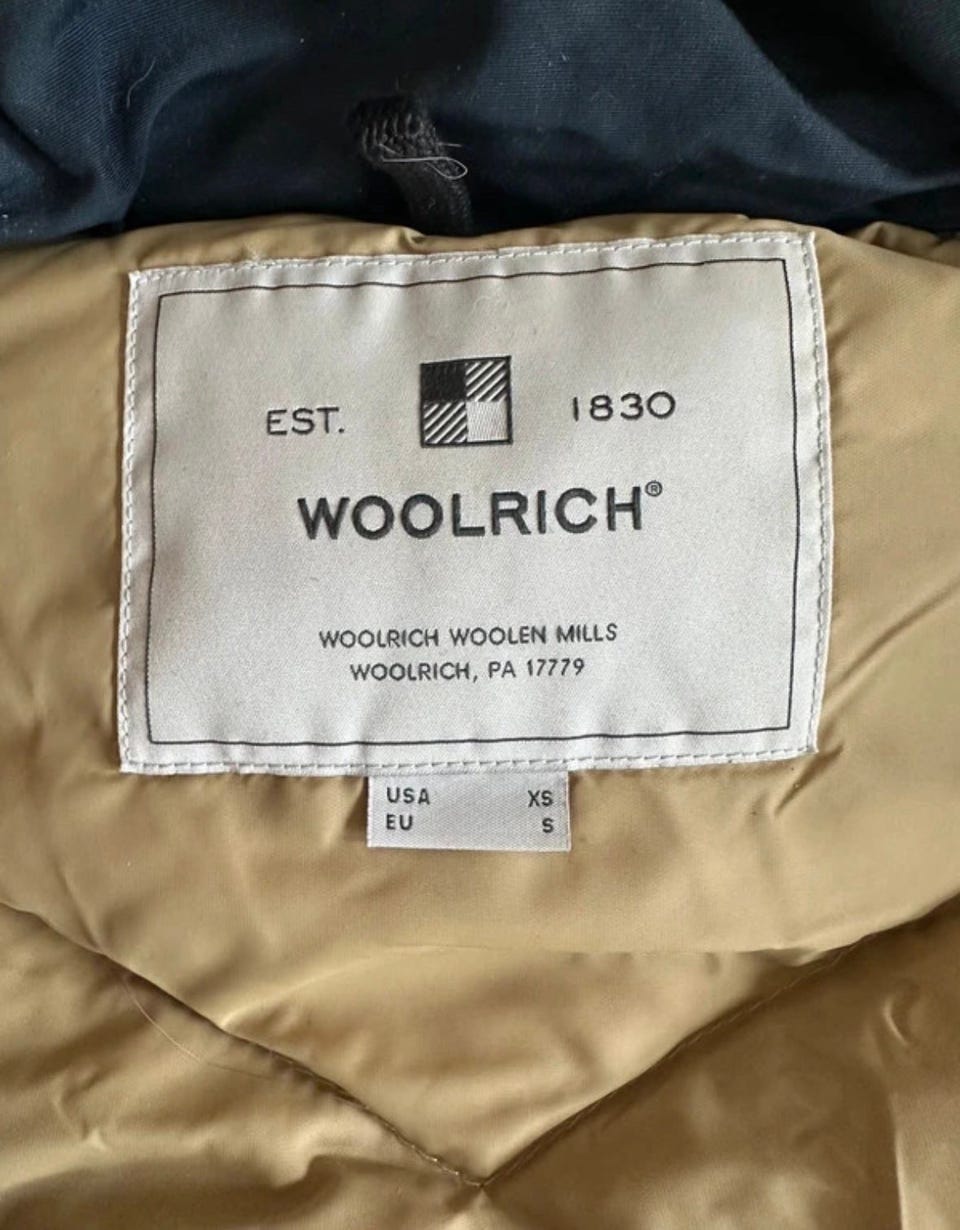 EST. 1830
WOOLRICH®
WOOLRICH WOOLEN MILLS
WOOLRICH, PA 17779
USA XS
EU S